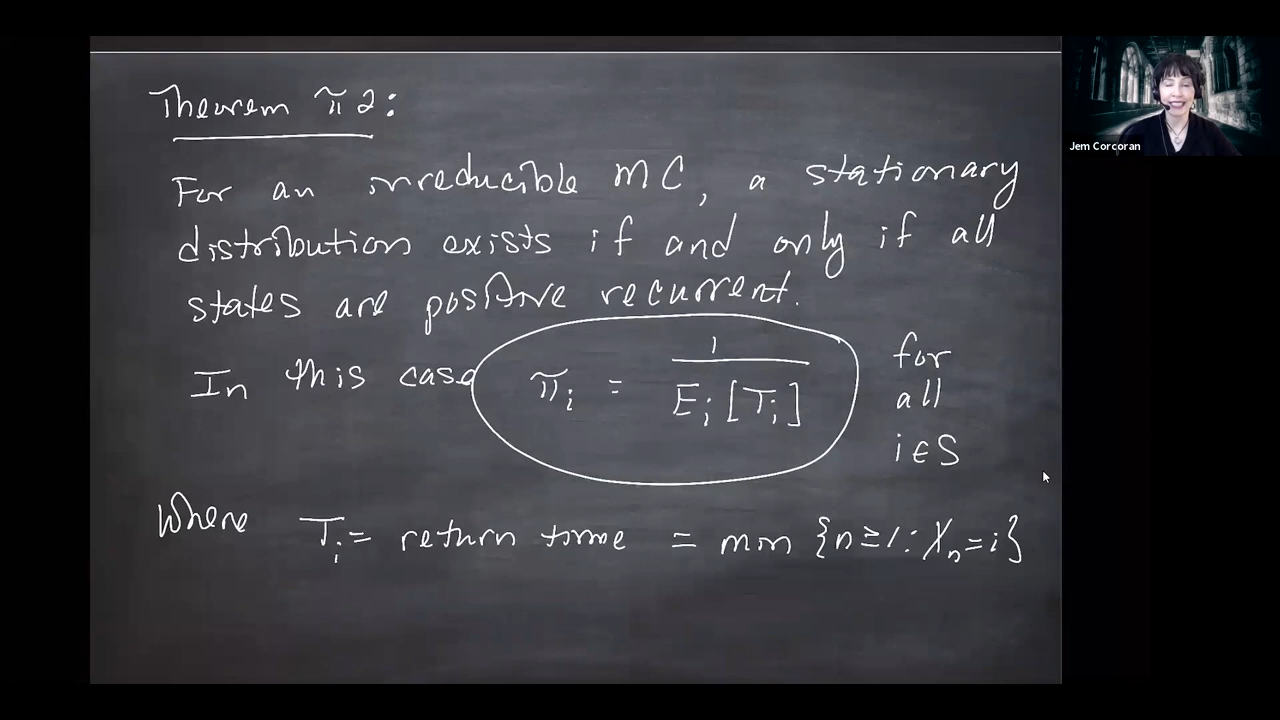 Theorem π2:
For an irreducible MC, a stationary
distribution exists if and only if all
states are positive recurrent.
In this case π_i = 1/E_i[T_i] for
all
i∈S
Where T_i = return time = min {n≥1: X_n=i}
Jem Corcoran